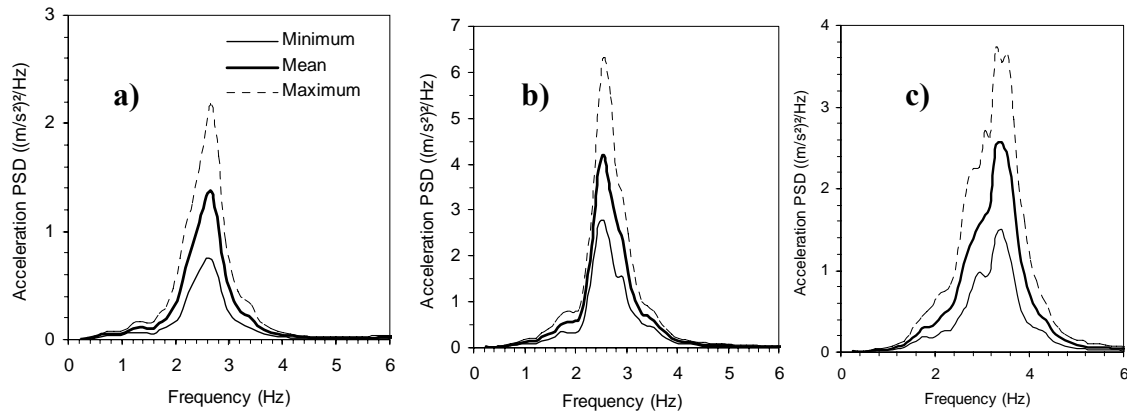 3
2
1
0
Acceleration PSD ((m/s²)²/Hz)
a)
Minimum
Mean
Maximum
0 1 2 3 4 5 6
Frequency (Hz)
7
6
5
4
3
2
1
0
Acceleration PSD ((m/s²)²/Hz)
b)
0 1 2 3 4 5 6
Frequency (Hz)
4
3
2
1
0
Acceleration PSD ((m/s²)²/Hz)
c)
0 2 4 6
Frequency (Hz)